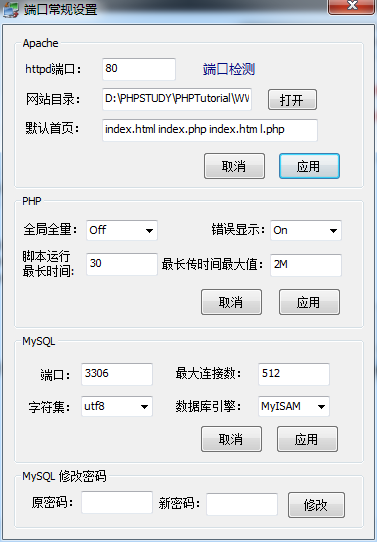 端口常规设置
Apache
httpd端口: 80 端口检测
网站目录: D:\PHPSTUDY\PHPTutorial\WW 打开
默认首页: index.html index.php index.htm l.php
取消 应用
PHP
全局全量: Off 错误显示: On
脚本运行
最长时间: 30 最长传时间最大值: 2M
取消 应用
MySQL
端口: 3306 最大连接数: 512
字符集: utf8 数据库引擎: MyISAM
取消 应用
MySQL 修改密码
原密码: 新密码: 修改